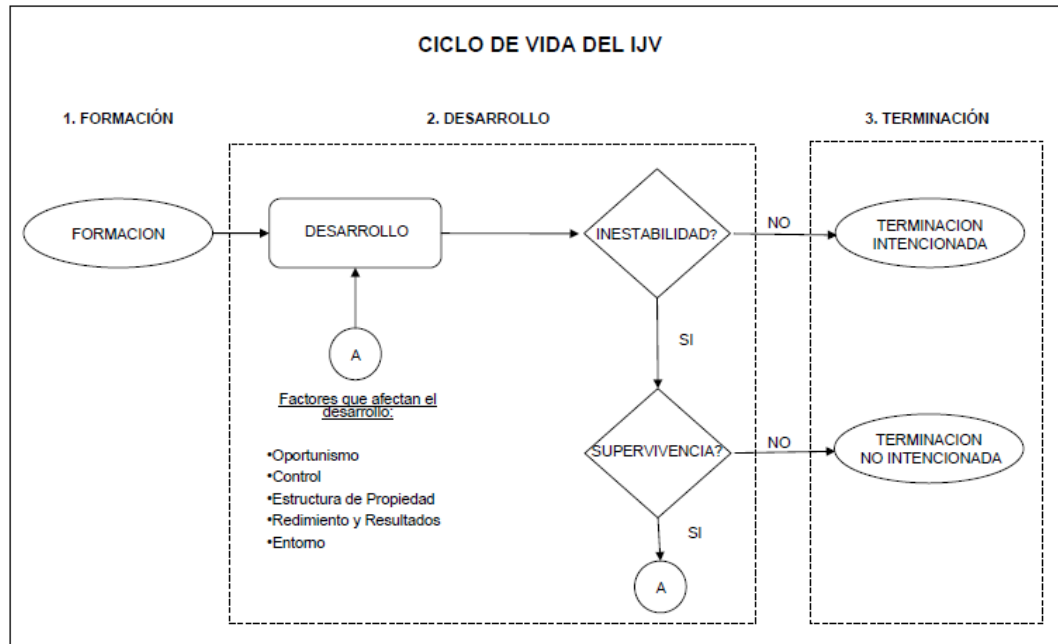 CICLO DE VIDA DEL IJV
1. FORMACIÓN
2. DESARROLLO
3. TERMINACIÓN
FORMACION
DESARROLLO
INESTABILIDAD?
NO
TERMINACION
INTENCIONADA
SI
A
Factores que afectan el
desarrollo:
•Oportunismo
•Control
•Estructura de Propiedad
•Redimiento y Resultados
•Entorno
SUPERVIVENCIA?
NO
TERMINACION
NO INTENCIONADA
SI
A